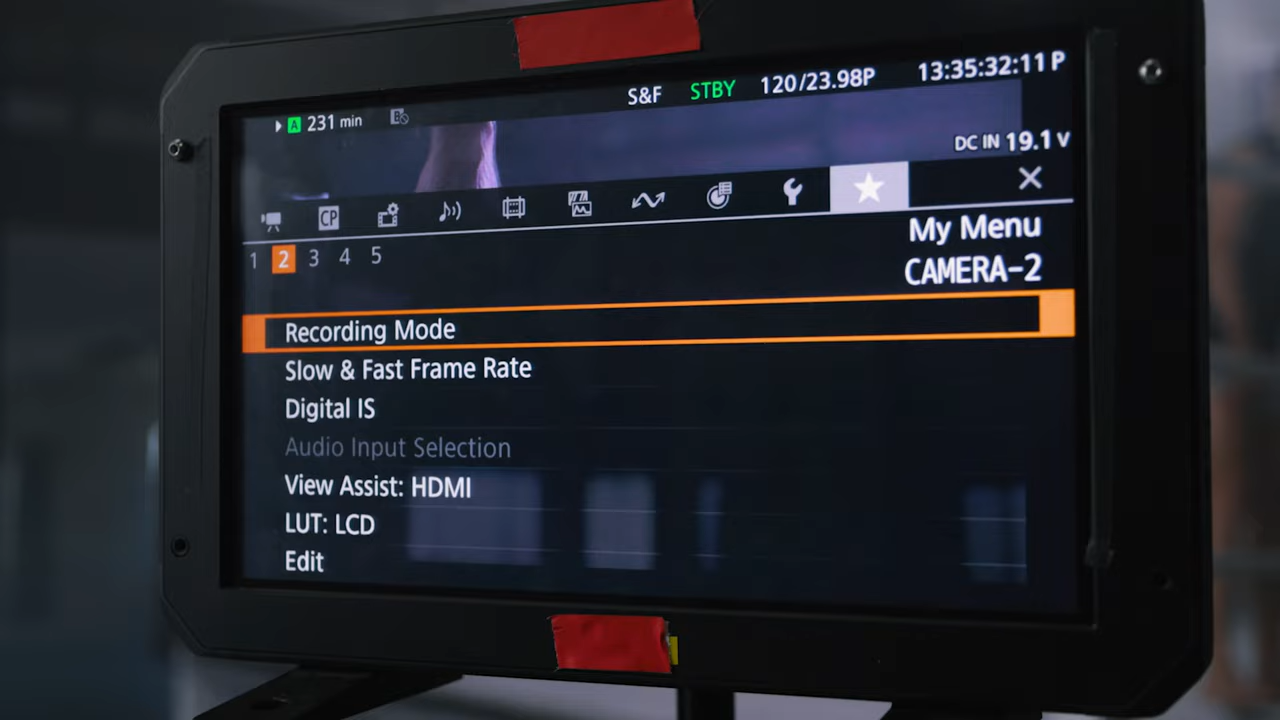 S&F STBY 120/23.98P 13:35:32:11 P
A 231 min B
DC IN 19.1 V
CP
My Menu
1 2 3 4 5
CAMERA-2
Recording Mode
Slow & Fast Frame Rate
Digital IS
Audio Input Selection
View Assist: HDMI
LUT: LCD
Edit